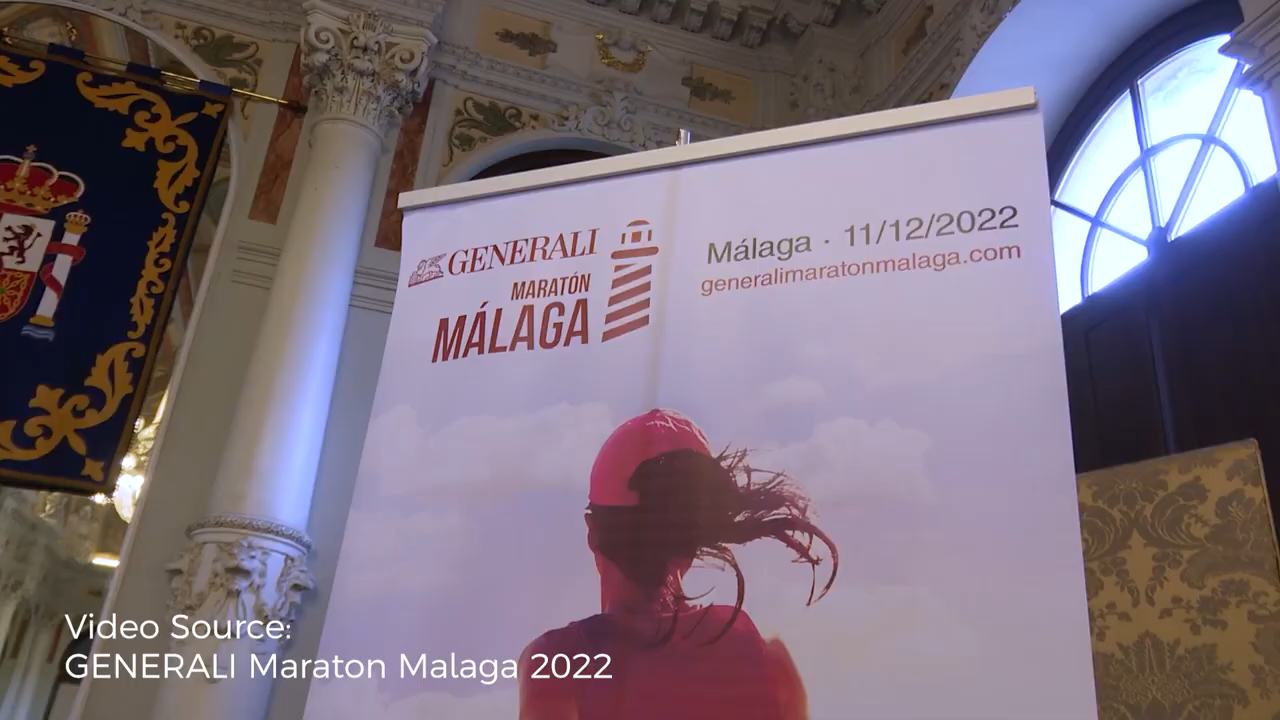 GENERALI
MARATÓN
MÁLAGA
Málaga · 11/12/2022
generalimaratonmalaga.com
Video Source:
GENERALI Maraton Malaga 2022